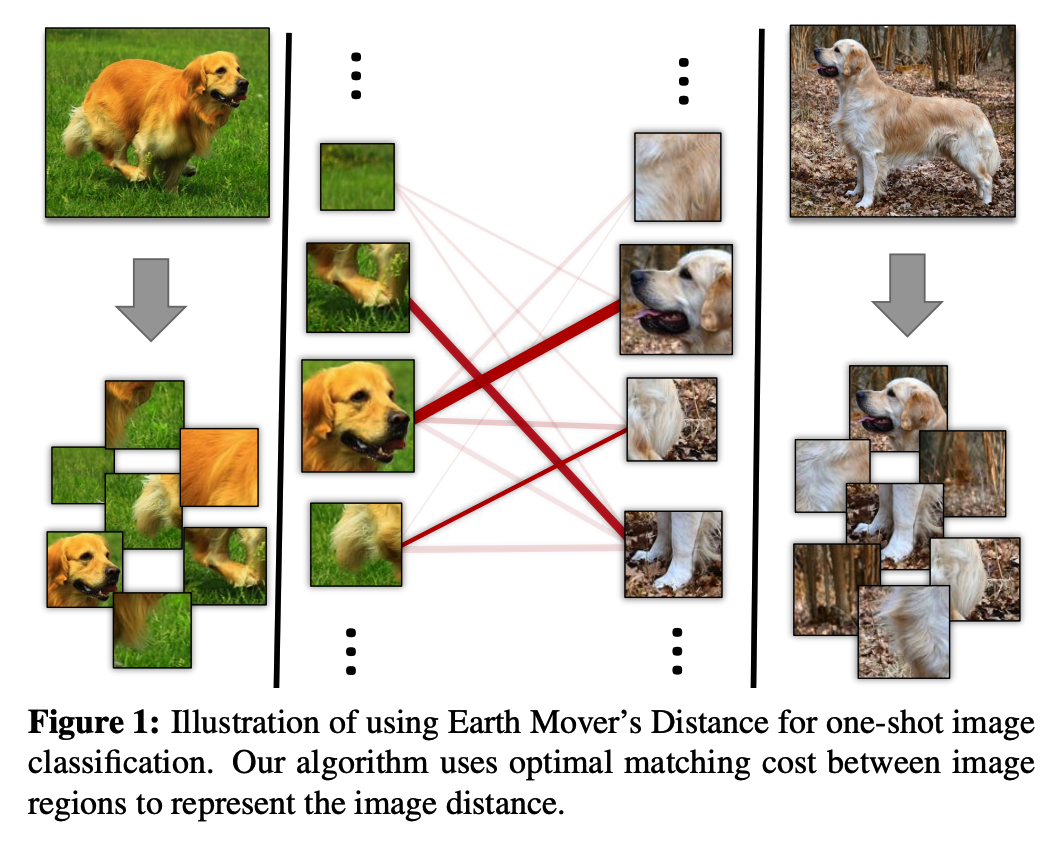 Figure 1: Illustration of using Earth Mover's Distance for one-shot image
classification. Our algorithm uses optimal matching cost between image
regions to represent the image distance.